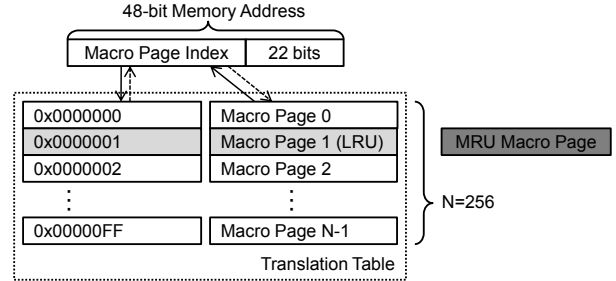 48-bit Memory Address
Macro Page Index 22 bits
0x0000000 Macro Page 0
0x0000001 Macro Page 1 (LRU) MRU Macro Page
0x0000002 Macro Page 2
⋮ ⋮
N=256
0x00000FF Macro Page N-1
Translation Table